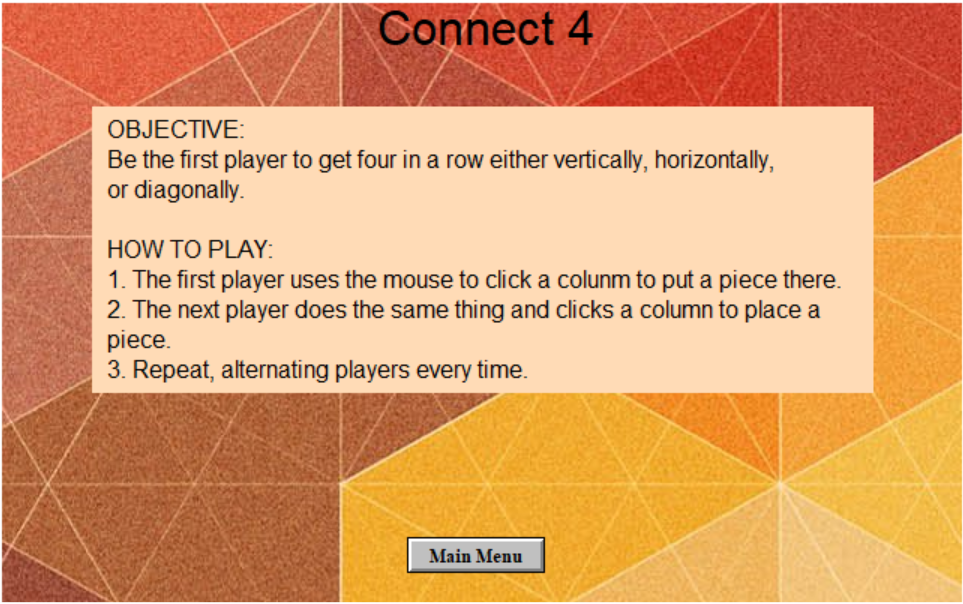 Connect 4
OBJECTIVE:
Be the first player to get four in a row either vertically, horizontally,
or diagonally.
HOW TO PLAY:
1. The first player uses the mouse to click a colunm to put a piece there.
2. The next player does the same thing and clicks a column to place a
piece.
3. Repeat, alternating players every time.
Main Menu